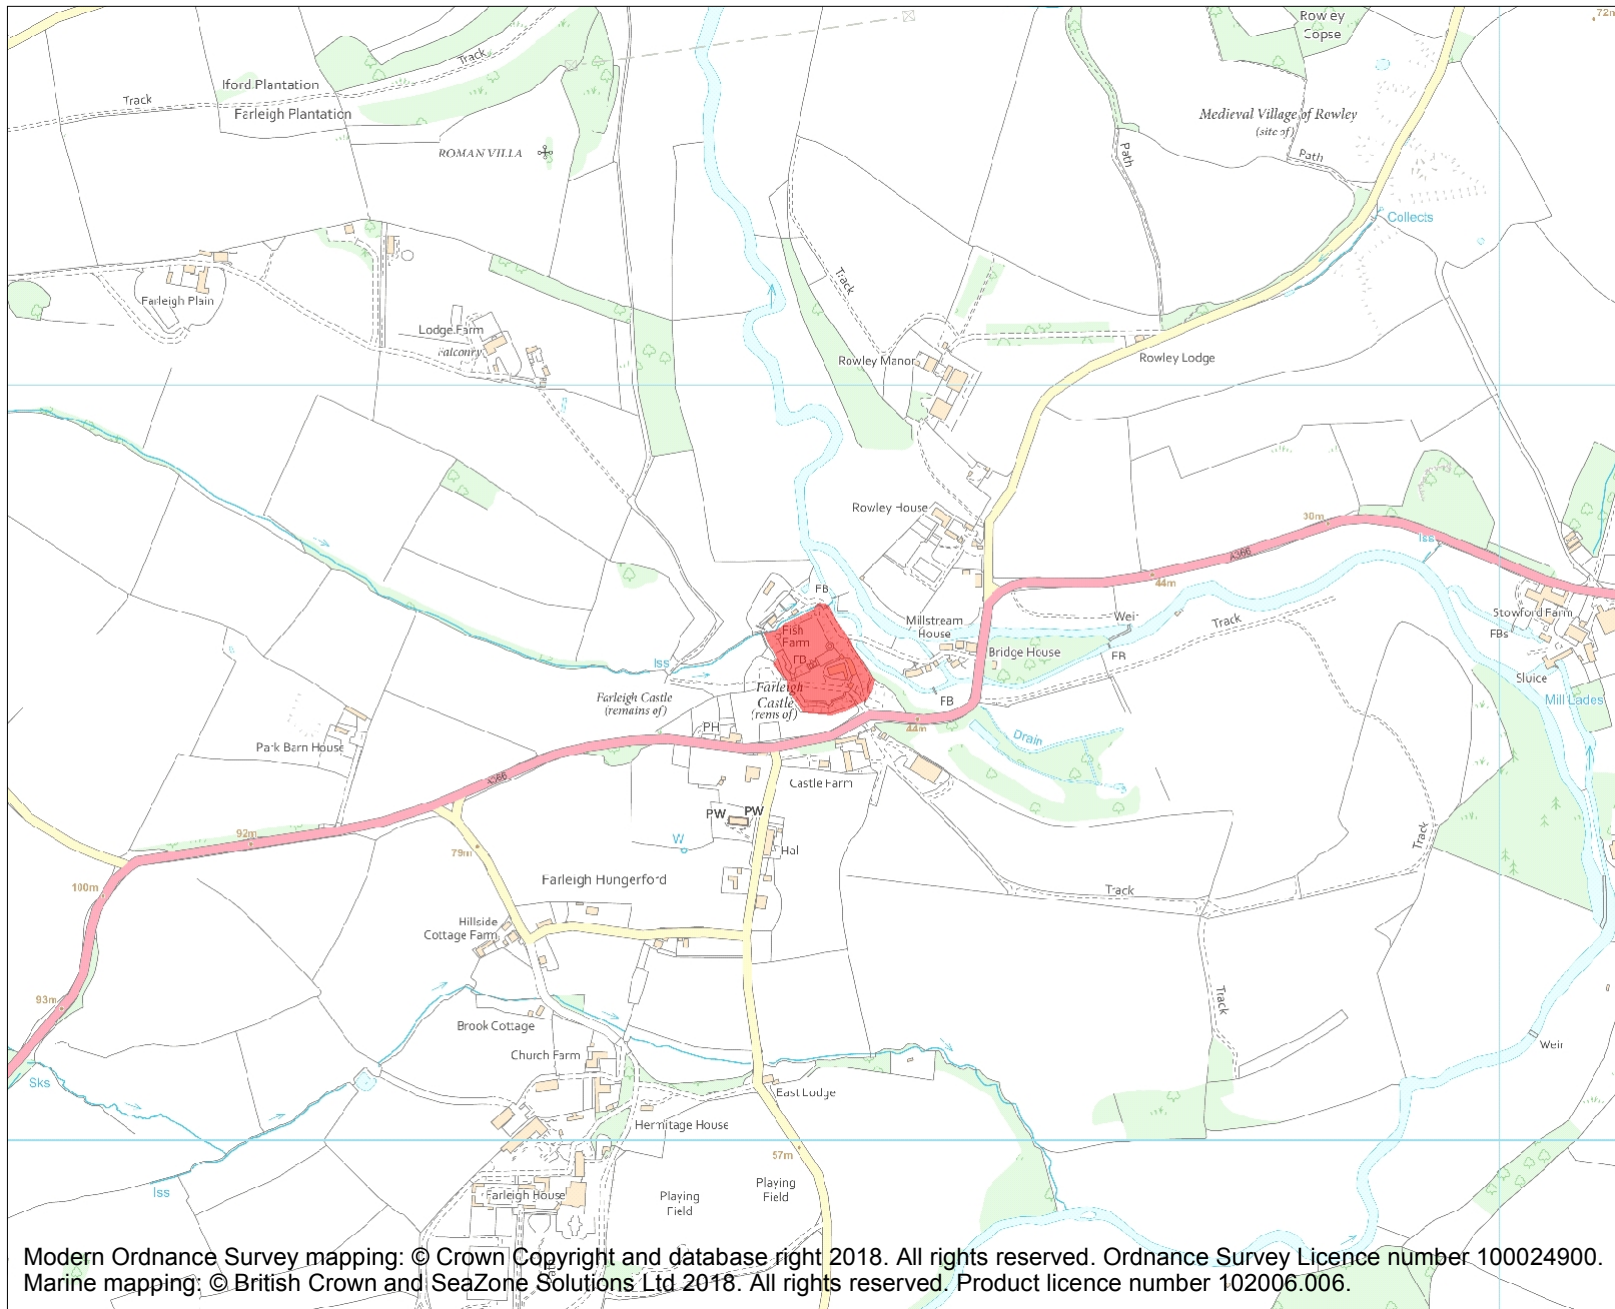 Rowley
Copse
72m
Track
Iford Plantation
Track
Farleigh Plantation
Medieval Village of Rowley
(site of)
ROMAN VILLA
Path
Path
Collects
Track
Farleigh Plain
Lodge Farm
Falconry
Rowley Manor
Rowley Lodge
Rowley House
30m
A366
Iss
44m
FB
Millstream
House
Weir
Track
Stowford Farm
FBs
Fish
Farm
FB
Bridge House
FB
Iss
Sluice
Farleigh Castle
(remains of)
Farleigh
Castle
(rems of)
FB
Mill Lades
PH
44m
Drain
Park Barn House
A366
Castle Farm
PW
PW
92m
W
Hall
79m
Track
100m
Farleigh Hungerford
Track
Hillside
Cottage Farm
93m
Track
Brook Cottage
Church Farm
Weir
Sks
East Lodge
Hermitage House
57m
Iss
Farleigh House
Playing
Field
Playing
Field
Modern Ordnance Survey mapping: © Crown Copyright and database right 2018. All rights reserved. Ordnance Survey Licence number 100024900.
Marine mapping: © British Crown and SeaZone Solutions Ltd 2018. All rights reserved. Product licence number 102006.006.